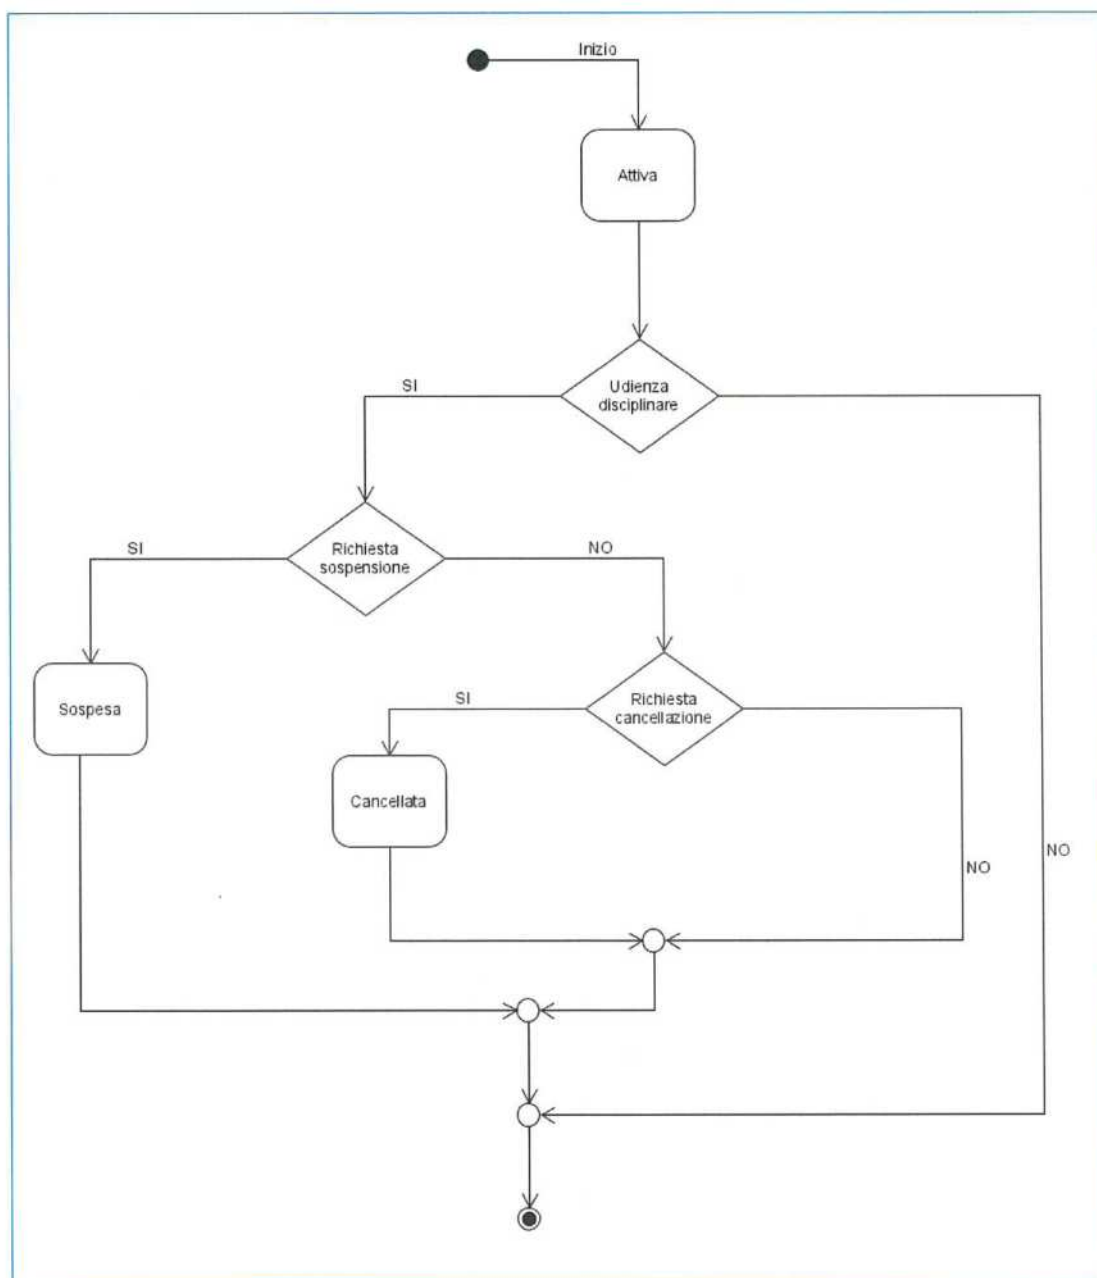 Inizio
Attiva
Udienza
disciplinare
SI
Richiesta
sospensione
SI
NO
Sospesa
Richiesta
cancellazione
SI
Cancellata
NO
NO